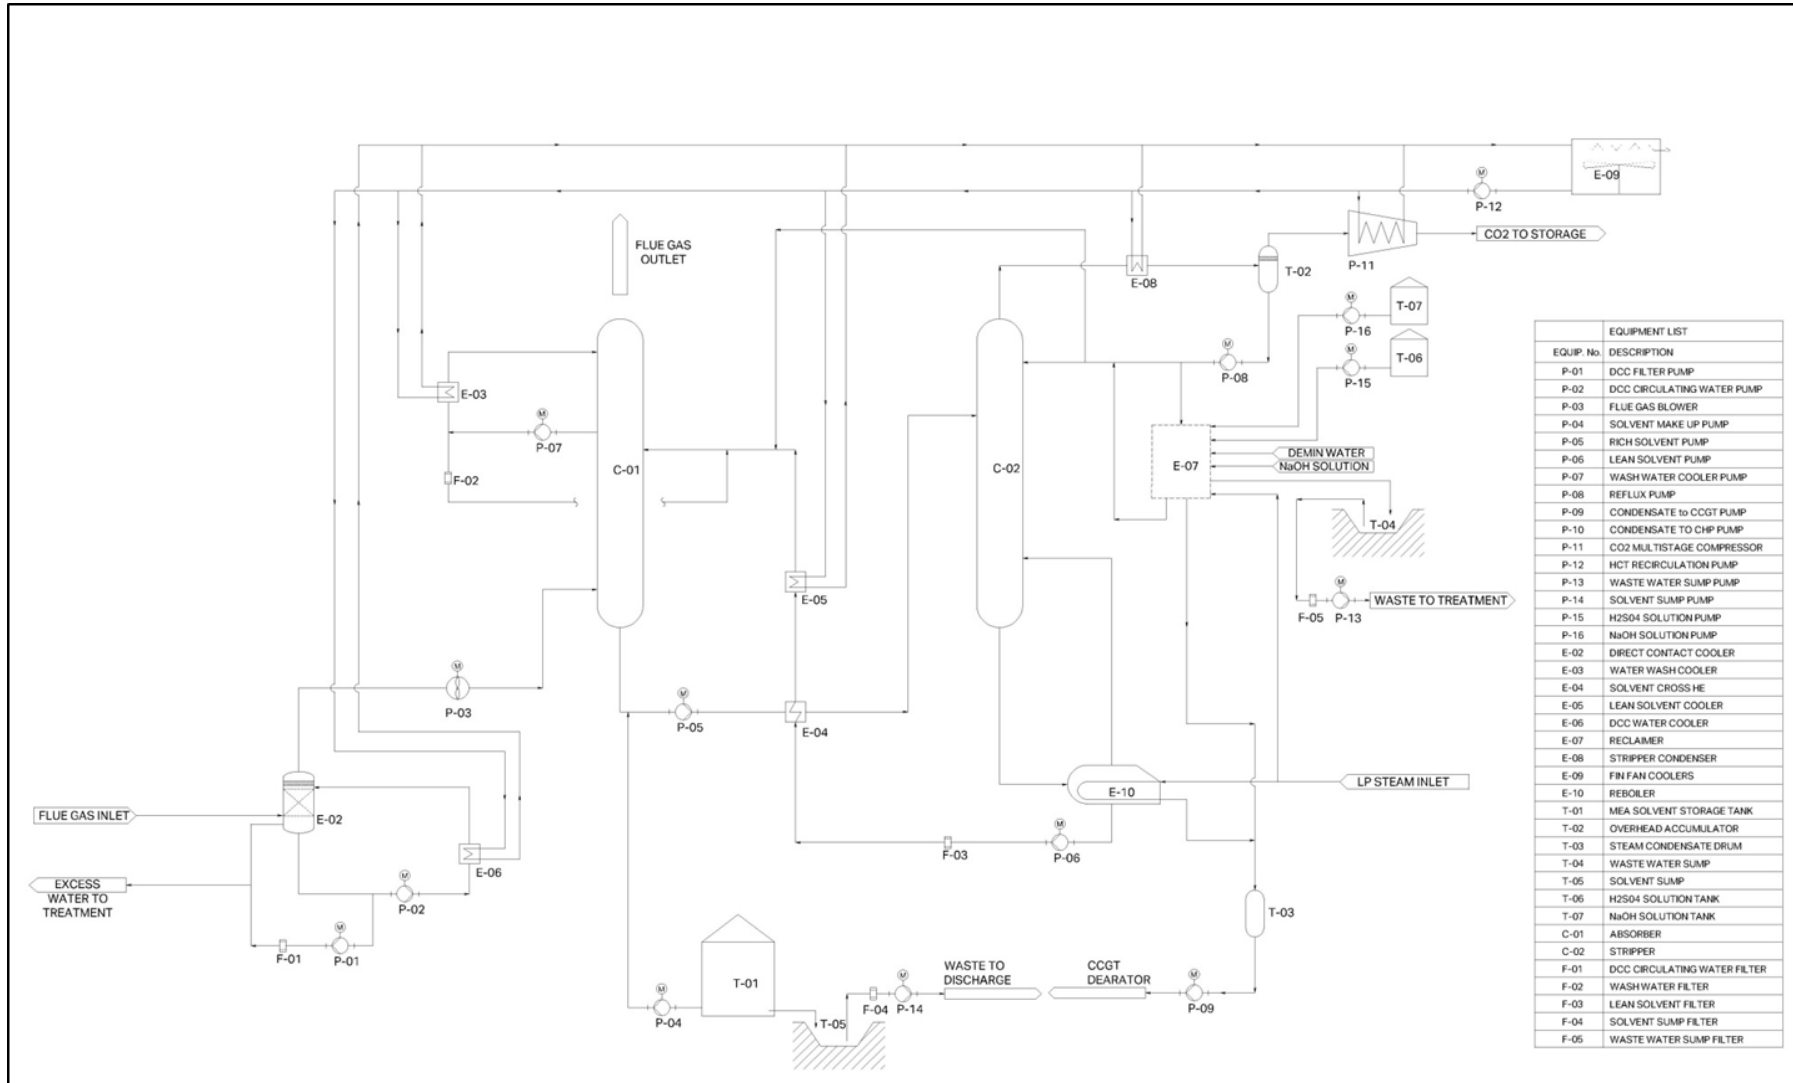 E-09
M
P-12
FLUE GAS
OUTLET
CO2 TO STORAGE
P-11
T-02
E-08
M
P-16
T-07
M
P-15
T-06
M
P-08
E-03
M
P-07
F-02
C-01
C-02
E-07
DEMIN WATER
NaOH SOLUTION
T-04
M
F-05
P-13
WASTE TO TREATMENT
E-05
M
P-03
M
P-05
E-04
E-10
LP STEAM INLET
FLUE GAS INLET
E-02
M
F-03
P-06
E-06
EXCESS
WATER TO
TREATMENT
M
P-02
M
F-01
P-01
T-03
T-01
M
P-04
T-05
M
F-04
P-14
WASTE TO
DISCHARGE
CCGT
DEARATOR
M
P-09
EQUIPMENT LIST
EQUIP. No. DESCRIPTION
P-01 DCC FILTER PUMP
P-02 DCC CIRCULATING WATER PUMP
P-03 FLUE GAS BLOWER
P-04 SOLVENT MAKE UP PUMP
P-05 RICH SOLVENT PUMP
P-06 LEAN SOLVENT PUMP
P-07 WASH WATER COOLER PUMP
P-08 REFLUX PUMP
P-09 CONDENSATE to CCGT PUMP
P-10 CONDENSATE TO CHP PUMP
P-11 CO2 MULTISTAGE COMPRESSOR
P-12 HCT RECIRCULATION PUMP
P-13 WASTE WATER SUMP PUMP
P-14 SOLVENT SUMP PUMP
P-15 H2S04 SOLUTION PUMP
P-16 NaOH SOLUTION PUMP
E-02 DIRECT CONTACT COOLER
E-03 WATER WASH COOLER
E-04 SOLVENT CROSS HE
E-05 LEAN SOLVENT COOLER
E-06 DCC WATER COOLER
E-07 RECLAIMER
E-08 STRIPPER CONDENSER
E-09 FIN FAN COOLERS
E-10 REBOILER
T-01 MEA SOLVENT STORAGE TANK
T-02 OVERHEAD ACCUMULATOR
T-03 STEAM CONDENSATE DRUM
T-04 WASTE WATER SUMP
T-05 SOLVENT SUMP
T-06 H2S04 SOLUTION TANK
T-07 NaOH SOLUTION TANK
C-01 ABSORBER
C-02 STRIPPER
F-01 DCC CIRCULATING WATER FILTER
F-02 WASH WATER FILTER
F-03 LEAN SOLVENT FILTER
F-04 SOLVENT SUMP FILTER
F-05 WASTE WATER SUMP FILTER